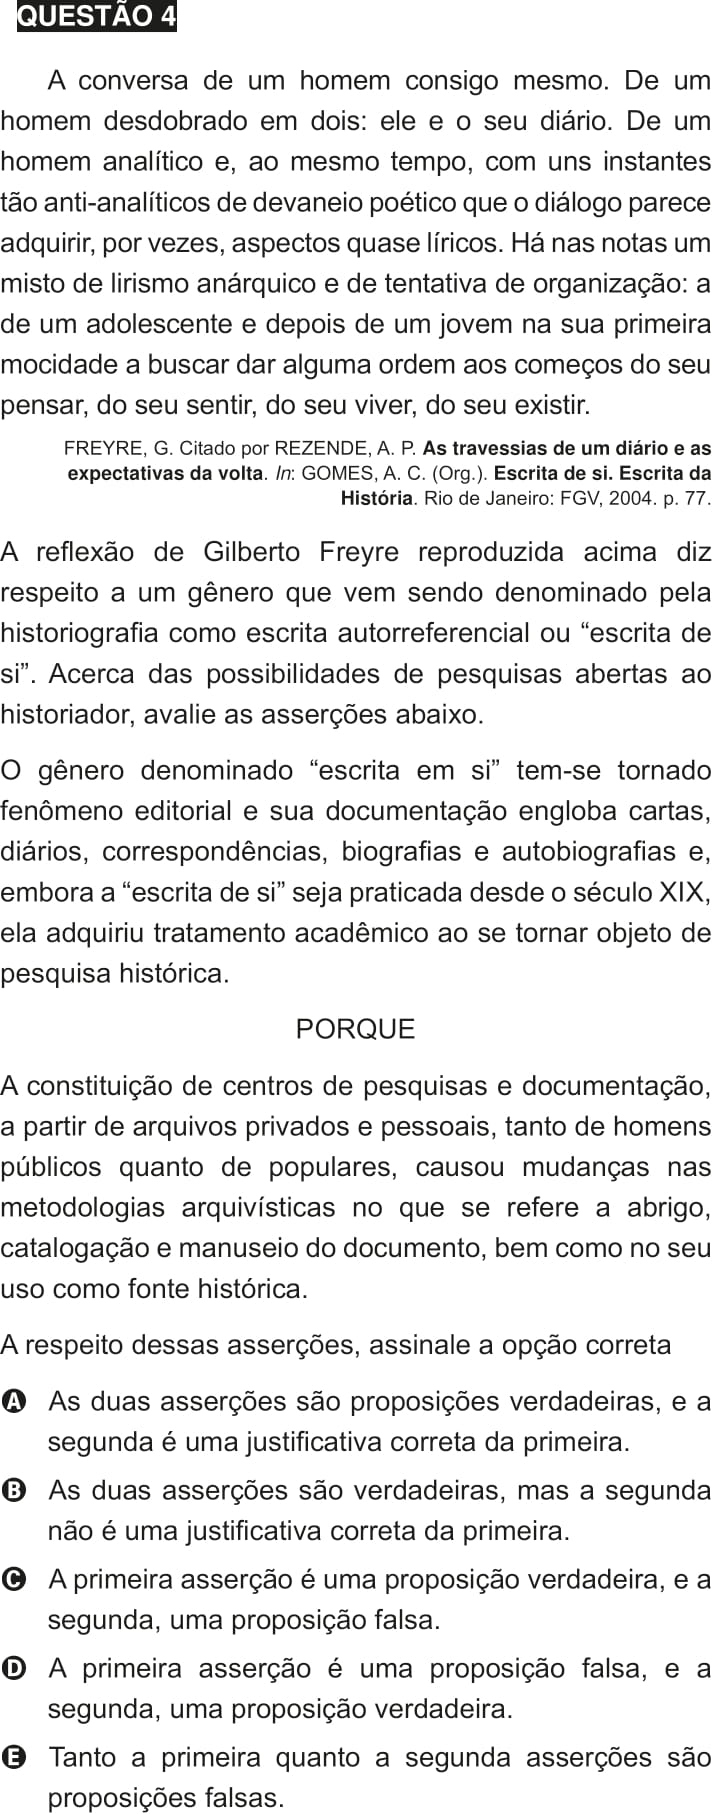 QUESTÃO 4
A conversa de um homem consigo mesmo. De um
homem desdobrado em dois: ele e o seu diário. De um
homem analítico e, ao mesmo tempo, com uns instantes
tão anti-analíticos de devaneio poético que o diálogo parece
adquirir, por vezes, aspectos quase líricos. Há nas notas um
misto de lirismo anárquico e de tentativa de organização: a
de um adolescente e depois de um jovem na sua primeira
mocidade a buscar dar alguma ordem aos começos do seu
pensar, do seu sentir, do seu viver, do seu existir.
FREYRE, G. Citado por REZENDE, A. P. As travessias de um diário e as
expectativas da volta. In: GOMES, A. C. (Org.). Escrita de si. Escrita da
História. Rio de Janeiro: FGV, 2004. p. 77.
A reflexão de Gilberto Freyre reproduzida acima diz
respeito a um gênero que vem sendo denominado pela
historiografia como escrita autorreferencial ou “escrita de
si”. Acerca das possibilidades de pesquisas abertas ao
historiador, avalie as asserções abaixo.
O gênero denominado “escrita em si” tem-se tornado
fenômeno editorial e sua documentação engloba cartas,
diários, correspondências, biografias e autobiografias e,
embora a “escrita de si” seja praticada desde o século XIX,
ela adquiriu tratamento acadêmico ao se tornar objeto de
pesquisa histórica.
PORQUE
A constituição de centros de pesquisas e documentação,
a partir de arquivos privados e pessoais, tanto de homens
públicos quanto de populares, causou mudanças nas
metodologias arquivísticas no que se refere a abrigo,
catalogação e manuseio do documento, bem como no seu
uso como fonte histórica.
A respeito dessas asserções, assinale a opção correta
A As duas asserções são proposições verdadeiras, e a
segunda é uma justificativa correta da primeira.
B As duas asserções são verdadeiras, mas a segunda
não é uma justificativa correta da primeira.
C A primeira asserção é uma proposição verdadeira, e a
segunda, uma proposição falsa.
D A primeira asserção é uma proposição falsa, e a
segunda, uma proposição verdadeira.
E Tanto a primeira quanto a segunda asserções são
proposições falsas.